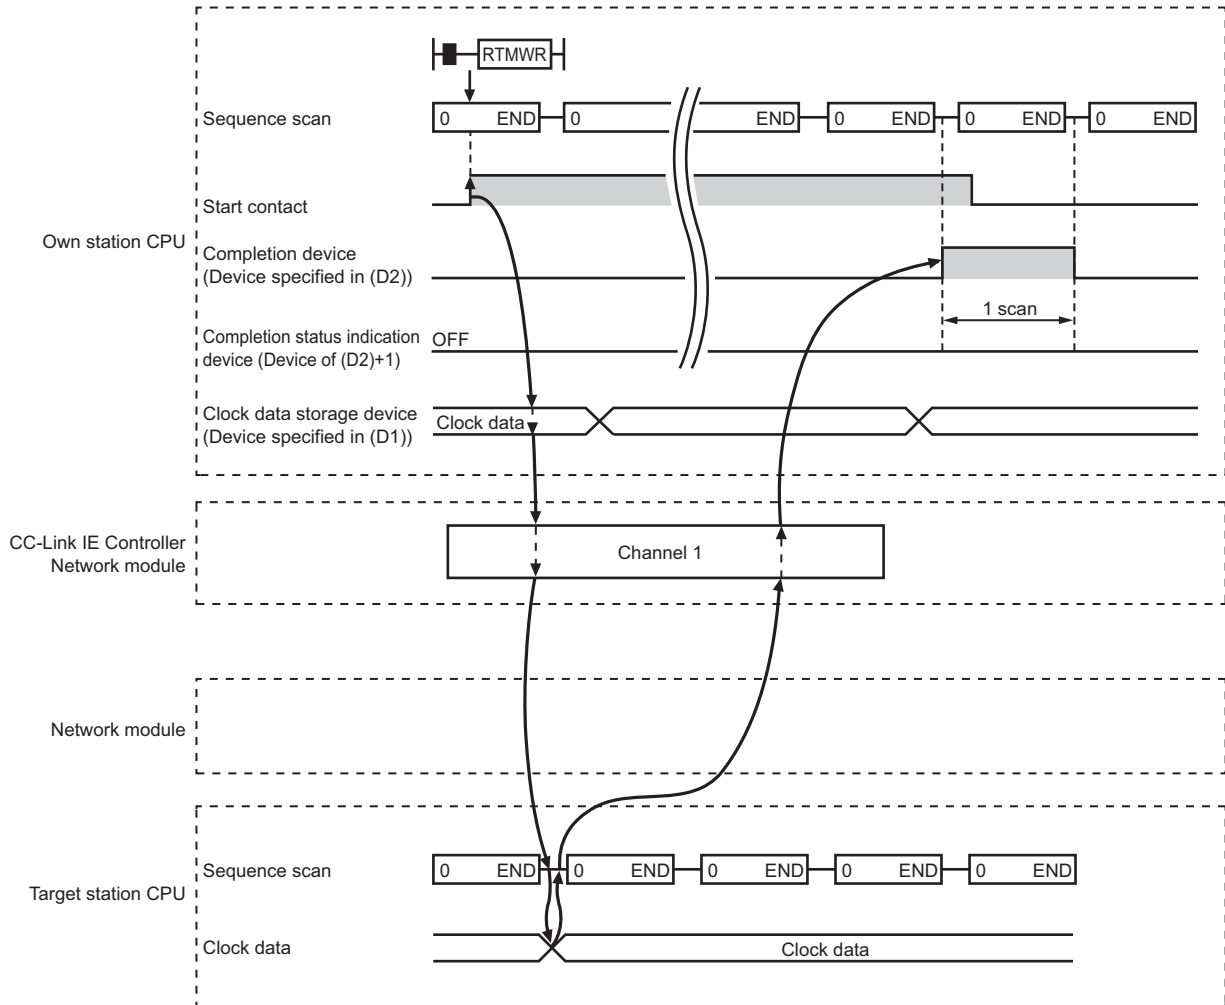 RTMWR
Sequence scan
0 END 0 END 0 END 0 END 0 END
Start contact
Own station CPU
Completion device
(Device specified in (D2))
1 scan
Completion status indication
device (Device of (D2)+1)
OFF
Clock data storage device
(Device specified in (D1))
Clock data
CC-Link IE Controller
Network module
Channel 1
Network module
Target station CPU
Sequence scan
0 END 0 END 0 END 0 END 0 END
Clock data
Clock data